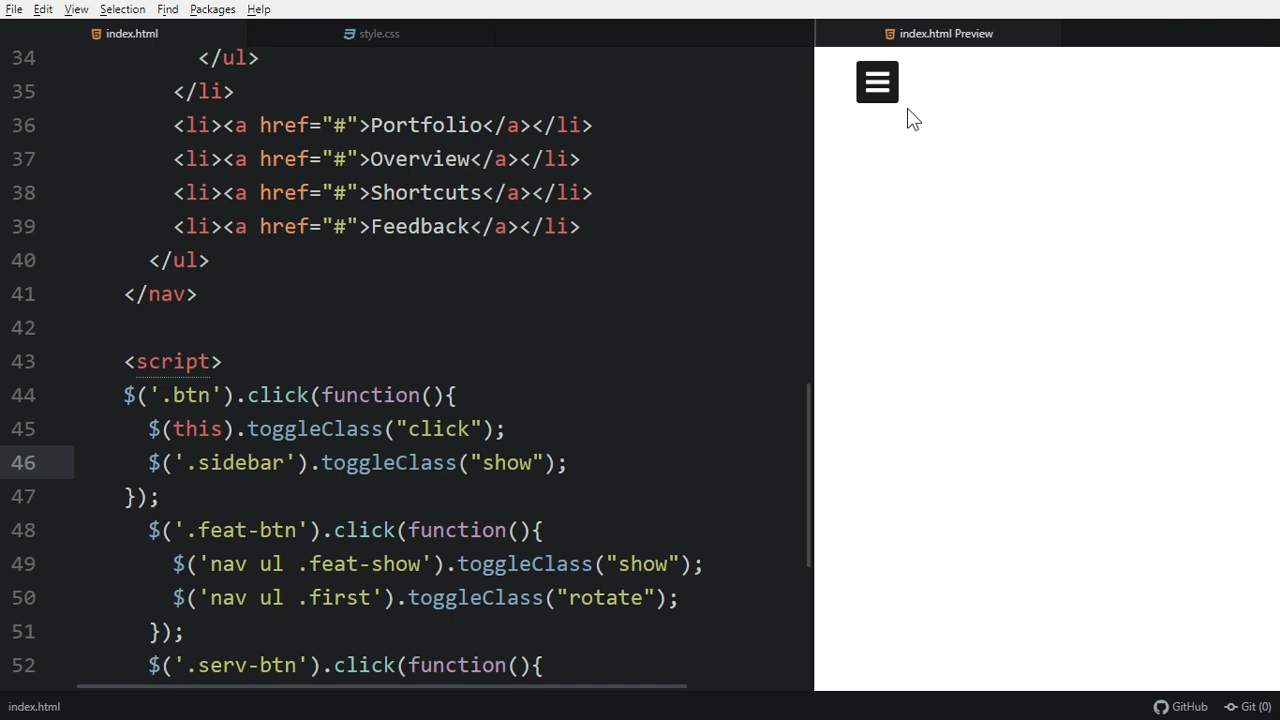 File Edit View Selection Find Packages Help
index.html style.css index.html Preview
34 </ul>
35 </li>
36 <li><a href="#">Portfolio</a></li>
37 <li><a href="#">Overview</a></li>
38 <li><a href="#">Shortcuts</a></li>
39 <li><a href="#">Feedback</a></li>
40 </ul>
41 </nav>
42
43 <script>
44 $('.btn').click(function(){
45 $(this).toggleClass("click");
46 $('.sidebar').toggleClass("show");
47 });
48 $('.feat-btn').click(function(){
49 $('nav ul .feat-show').toggleClass("show");
50 $('nav ul .first').toggleClass("rotate");
51 });
52 $('.serv-btn').click(function(){
index.html GitHub Git (0)